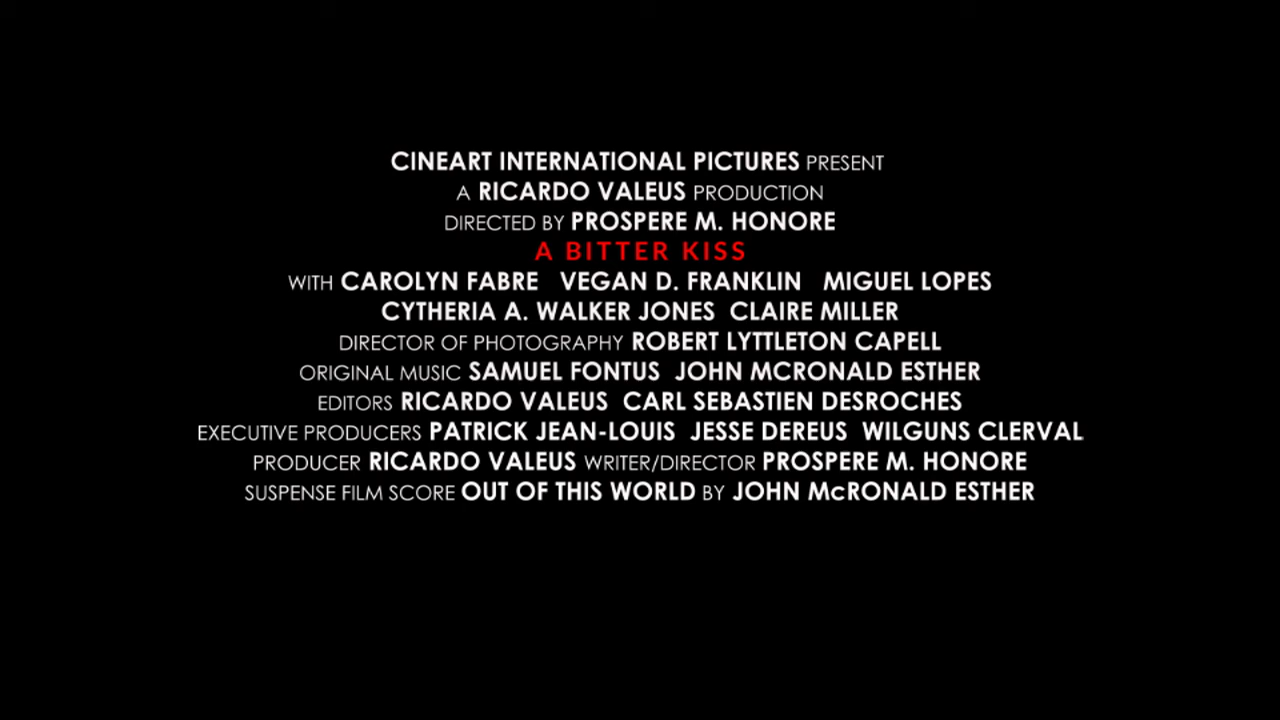 CINEART INTERNATIONAL PICTURES PRESENT
A RICARDO VALEUS PRODUCTION
DIRECTED BY PROSPERE M. HONORE
A BITTER KISS
WITH CAROLYN FABRE VEGAN D. FRANKLIN MIGUEL LOPES
CYTHERIA A. WALKER JONES CLAIRE MILLER
DIRECTOR OF PHOTOGRAPHY ROBERT LYTTLETON CAPELL
ORIGINAL MUSIC SAMUEL FONTUS JOHN MCRONALD ESTHER
EDITORS RICARDO VALEUS CARL SEBASTIEN DESROCHES
EXECUTIVE PRODUCERS PATRICK JEAN-LOUIS JESSE DEREUS WILGUNS CLERVAL
PRODUCER RICARDO VALEUS WRITER/DIRECTOR PROSPERE M. HONORE
SUSPENSE FILM SCORE OUT OF THIS WORLD BY JOHN McRONALD ESTHER